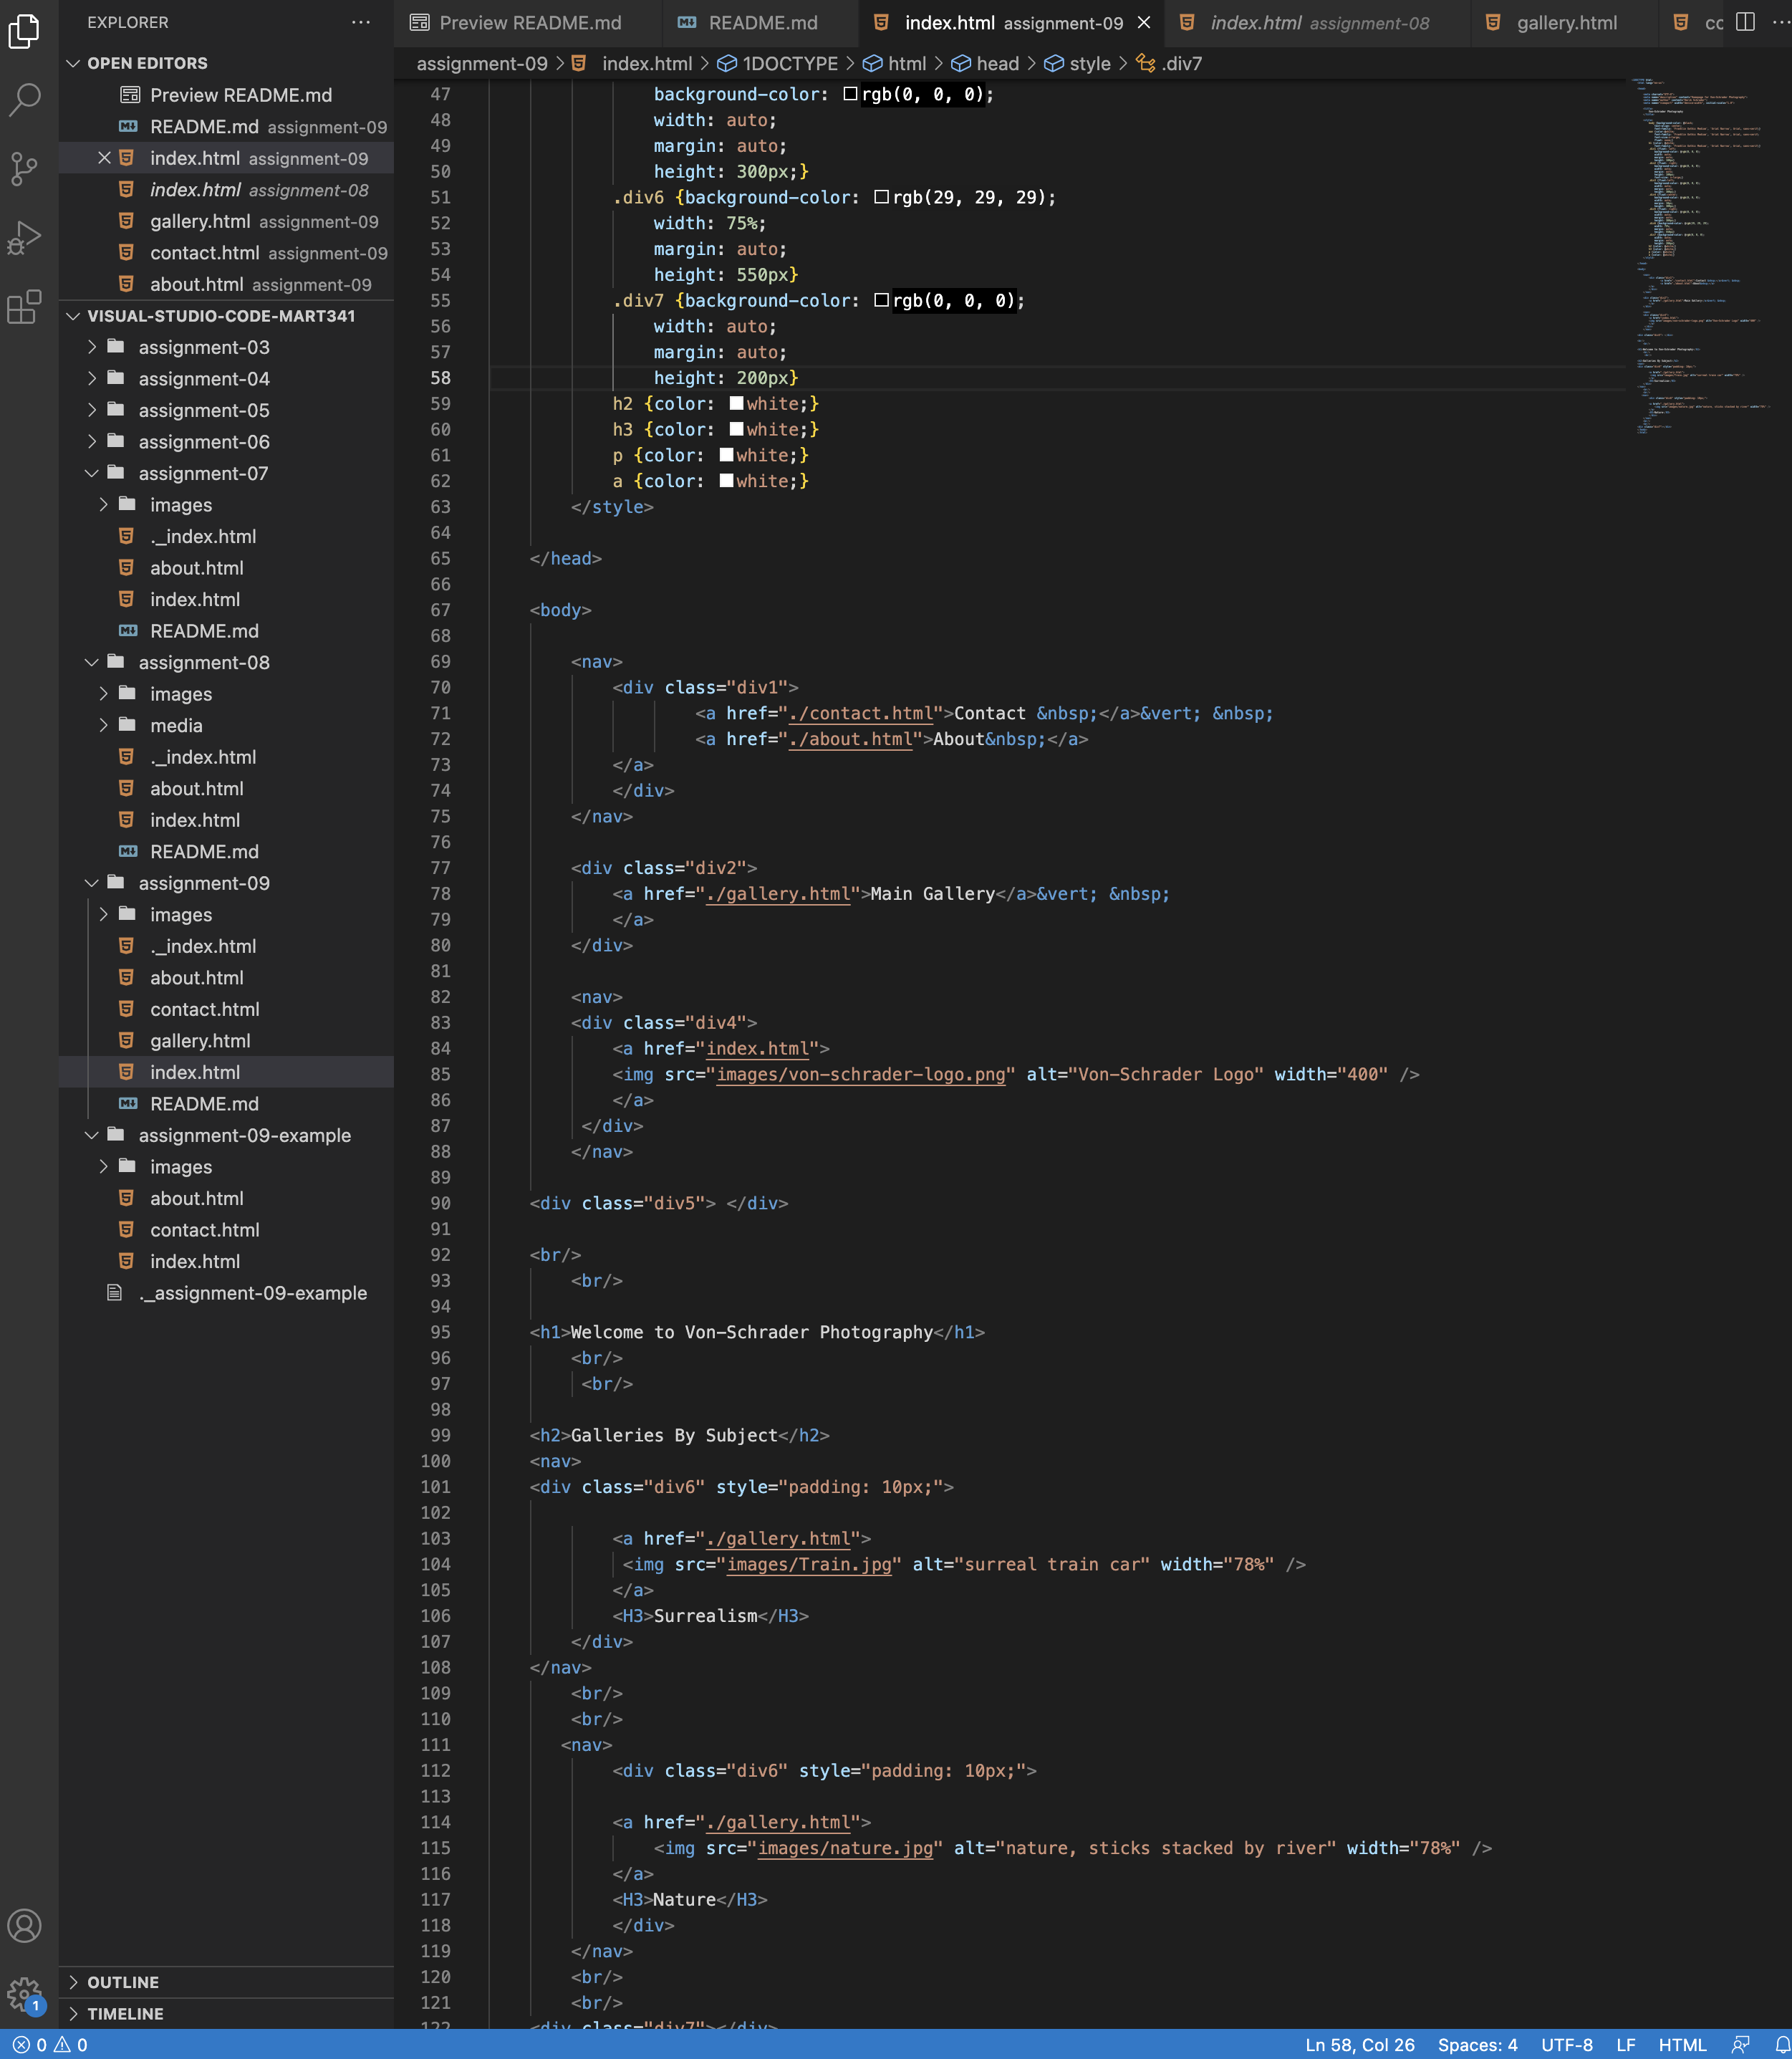 EXPLORER
OPEN EDITORS
Preview README.md
README.md assignment-09
index.html assignment-09
index.html assignment-08
gallery.html assignment-09
contact.html assignment-09
about.html assignment-09
VISUAL-STUDIO-CODE-MART341
assignment-03
assignment-04
assignment-05
assignment-06
assignment-07
images
._index.html
about.html
index.html
README.md
assignment-08
images
media
._index.html
about.html
index.html
README.md
assignment-09
images
._index.html
about.html
contact.html
gallery.html
index.html
README.md
assignment-09-example
images
about.html
contact.html
index.html
._assignment-09-example
OUTLINE
TIMELINE
Preview README.md README.md index.html assignment-09 index.html assignment-08 gallery.html co
assignment-09 > index.html > 1DOCTYPE > html > head > style > .div7
47 background-color: rgb(0, 0, 0);
48 width: auto;
49 margin: auto;
50 height: 300px;}
51 .div6 {background-color: rgb(29, 29, 29);
52 width: 75%;
53 margin: auto;
54 height: 550px}
55 .div7 {background-color: rgb(0, 0, 0);
56 width: auto;
57 margin: auto;
58 height: 200px}
59 h2 {color: white;}
60 h3 {color: white;}
61 p {color: white;}
62 a {color: white;}
63 </style>
64
65 </head>
66
67 <body>
68
69 <nav>
70 <div class="div1">
71 <a href="./contact.html">Contact &nbsp;</a>&vert; &nbsp;
72 <a href="./about.html">About&nbsp;</a>
73 </a>
74 </div>
75 </nav>
76
77 <div class="div2">
78 <a href="./gallery.html">Main Gallery</a>&vert; &nbsp;
79 </a>
80 </div>
81
82 <nav>
83 <div class="div4">
84 <a href="index.html">
85 <img src="images/von-schrader-logo.png" alt="Von-Schrader Logo" width="400" />
86 </a>
87 </div>
88 </nav>
89
90 <div class="div5"> </div>
91
92 <br/>
93 <br/>
94
95 <h1>Welcome to Von-Schrader Photography</h1>
96 <br/>
97 <br/>
98
99 <h2>Galleries By Subject</h2>
100 <nav>
101 <div class="div6" style="padding: 10px;">
102
103 <a href="./gallery.html">
104 <img src="images/Train.jpg" alt="surreal train car" width="78%" />
105 </a>
106 <H3>Surrealism</H3>
107 </div>
108 </nav>
109 <br/>
110 <br/>
111 <nav>
112 <div class="div6" style="padding: 10px;">
113
114 <a href="./gallery.html">
115 <img src="images/nature.jpg" alt="nature, sticks stacked by river" width="78%" />
116 </a>
117 <H3>Nature</H3>
118 </div>
119 </nav>
120 <br/>
121 <br/>
122 <div class="div7"></div>
1
0 0 Ln 58, Col 26 Spaces: 4 UTF-8 LF HTML